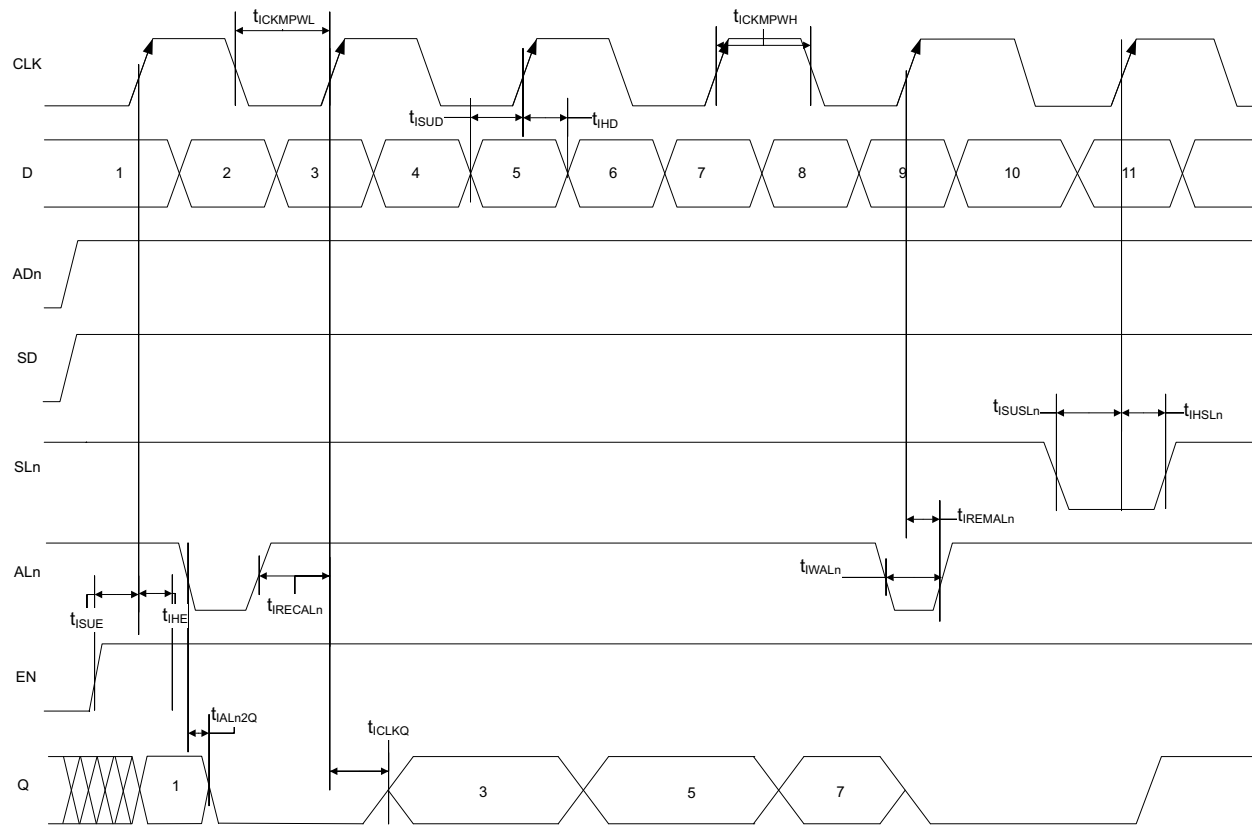 tICKMPWL
tICKMPWH
CLK
tISUD
tIHD
D
1
2
3
4
5
6
7
8
9
10
11
ADn
SD
tISUSLn
tIHSLn
SLn
tIREMALn
ALn
tIWALn
tIRECALn
tISUE
tIHE
EN
tIALn2Q
tICLKQ
Q
1
3
5
7